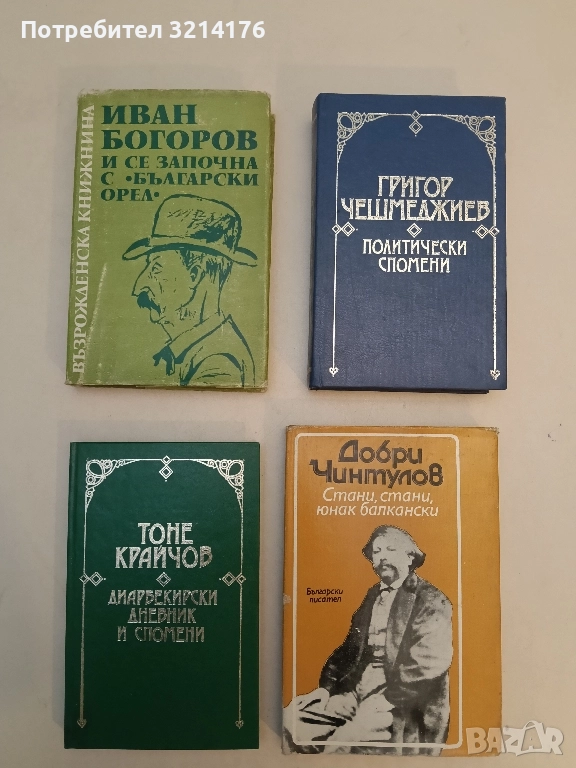 Потребител 3214176
ВЪЗРОЖДЕНСКА КНИЖНИНА
ИВАН
БОГОРОВ
И СЕ ЗАПОЧНА
С •БЪЛГАРСКИ
ОРЕЛ•
ГРИГОР
ЧЕШМЕДЖИЕВ
ПОЛИТИЧЕСКИ
СПОМЕНИ
ТОНЕ
КРАЙЧОВ
ДИАРБЕКИРСКИ
ДНЕВНИК
И СПОМЕНИ
Добри
Чинтулов
Стани, стани,
юнак балкански
Български
писател
BAZAR